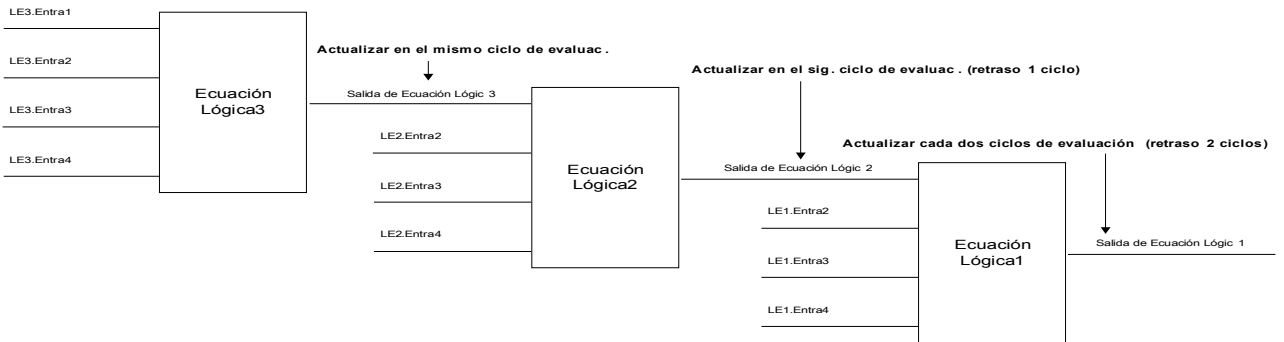 LE3.Entra1
LE3.Entra2
LE3.Entra3
LE3.Entra4
Ecuación
Lógica3
Actualizar en el mismo ciclo de evaluac .
Salida de Ecuación Lógic 3
LE2.Entra2
LE2.Entra3
LE2.Entra4
Ecuación
Lógica2
Actualizar en el sig. ciclo de evaluac . (retraso 1 ciclo)
Salida de Ecuación Lógic 2
LE1.Entra2
LE1.Entra3
LE1.Entra4
Ecuación
Lógica1
Actualizar cada dos ciclos de evaluación (retraso 2 ciclos)
Salida de Ecuación Lógic 1